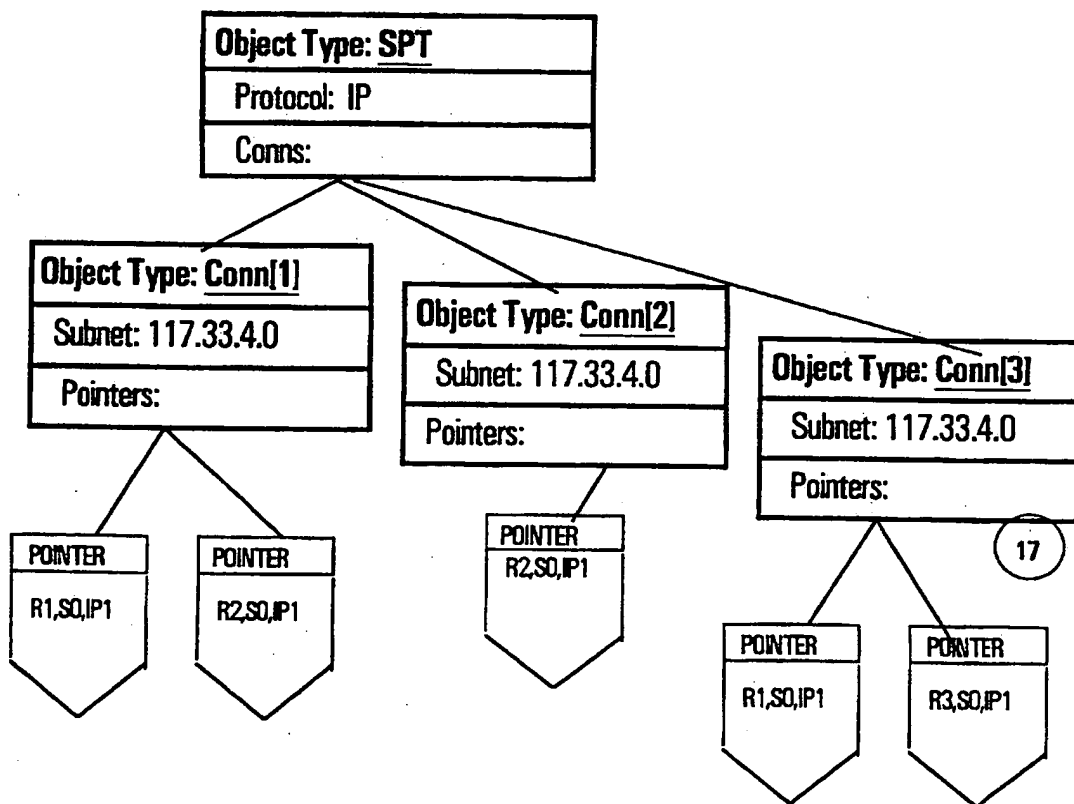 Object Type: SPT
Protocol: IP
Conns:
Object Type: Conn[1]
Subnet: 117.33.4.0
Pointers:
Object Type: Conn[2]
Subnet: 117.33.4.0
Pointers:
Object Type: Conn[3]
Subnet: 117.33.4.0
Pointers:
POINTER
R1,S0,IP1
POINTER
R2,S0,IP1
POINTER
R2,S0,IP1
17
POINTER
R1,S0,IP1
POINTER
R3,S0,IP1